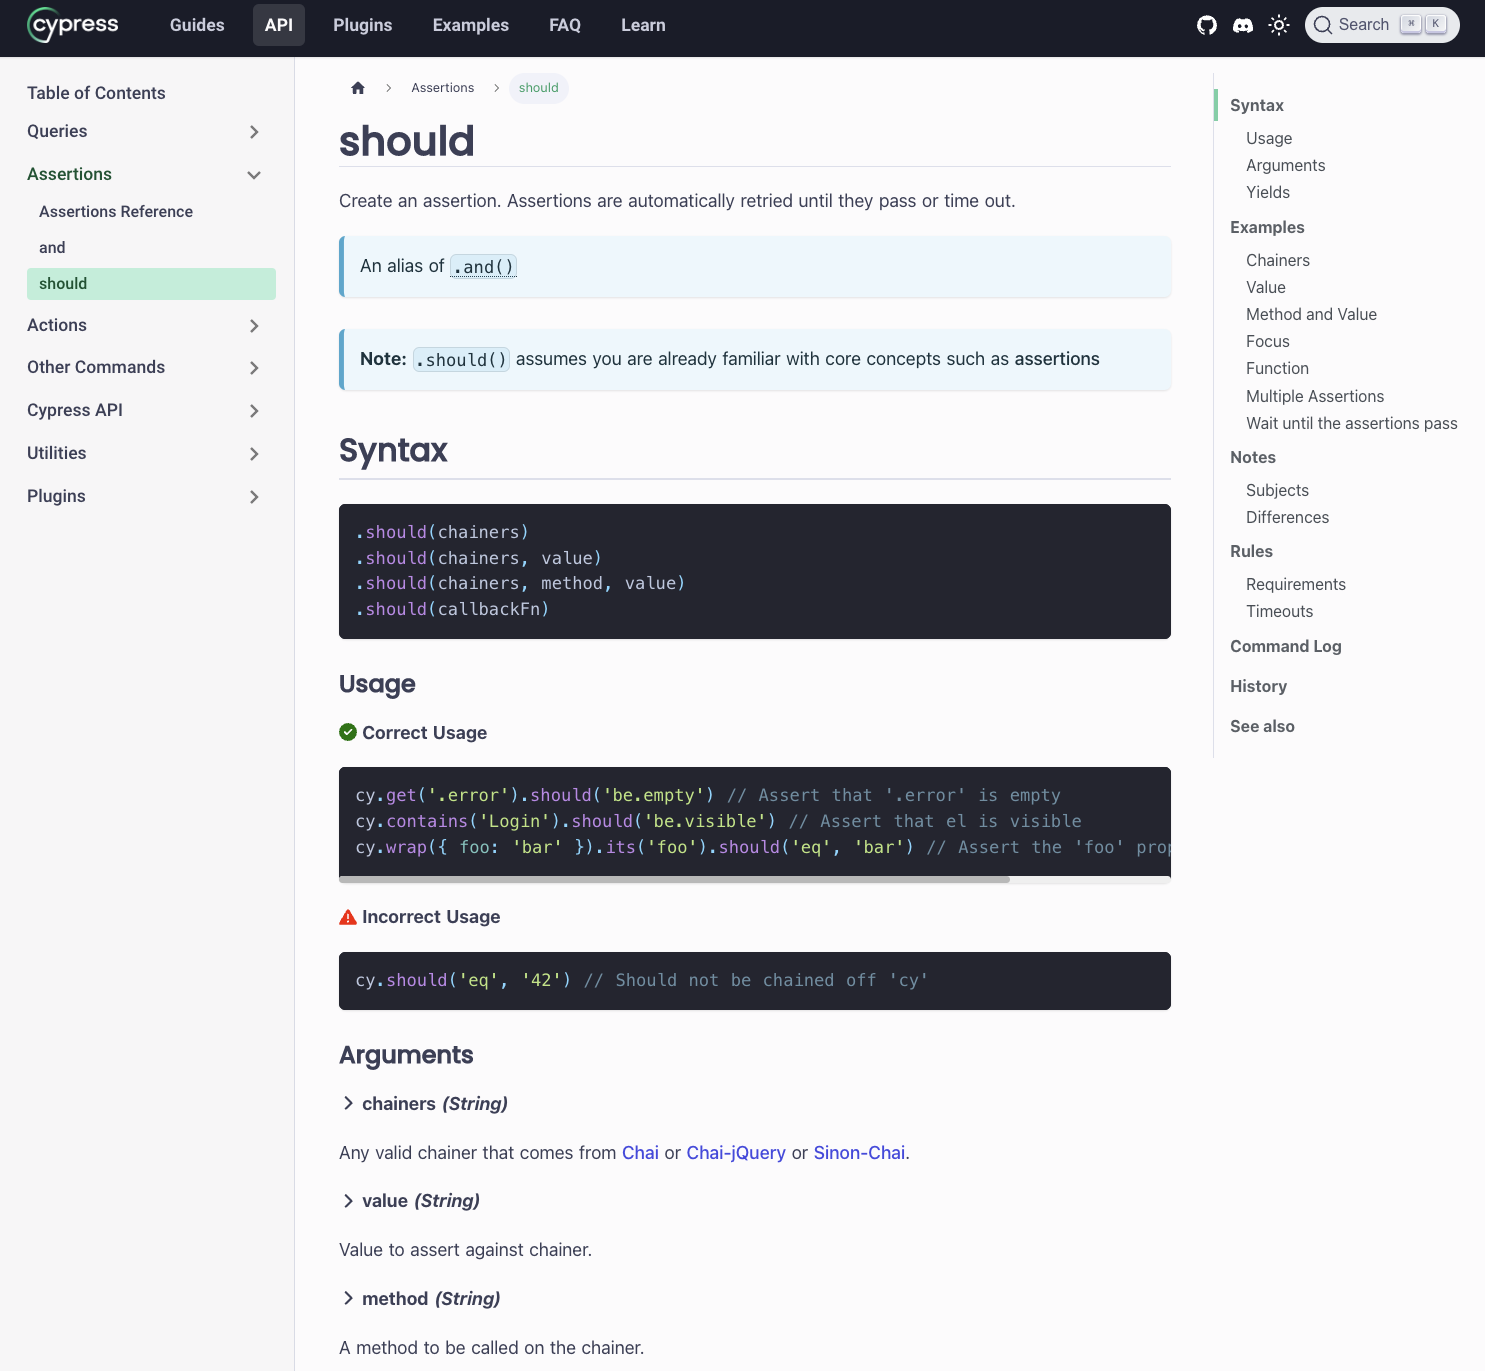 cypress
Guides
API
Plugins
Examples
FAQ
Learn
Search ⌘ K
Table of Contents
Queries
Assertions
Assertions Reference
and
should
Actions
Other Commands
Cypress API
Utilities
Plugins
Assertions
should
should
Create an assertion. Assertions are automatically retried until they pass or time out.
An alias of .and()
Note: .should() assumes you are already familiar with core concepts such as assertions
Syntax
.should(chainers)
.should(chainers, value)
.should(chainers, method, value)
.should(callbackFn)
Usage
Correct Usage
cy.get('.error').should('be.empty') // Assert that '.error' is empty
cy.contains('Login').should('be.visible') // Assert that el is visible
cy.wrap({ foo: 'bar' }).its('foo').should('eq', 'bar') // Assert the 'foo' prop
Incorrect Usage
cy.should('eq', '42') // Should not be chained off 'cy'
Arguments
chainers (String)
Any valid chainer that comes from Chai or Chai-jQuery or Sinon-Chai.
value (String)
Value to assert against chainer.
method (String)
A method to be called on the chainer.
Syntax
Usage
Arguments
Yields
Examples
Chainers
Value
Method and Value
Focus
Function
Multiple Assertions
Wait until the assertions pass
Notes
Subjects
Differences
Rules
Requirements
Timeouts
Command Log
History
See also